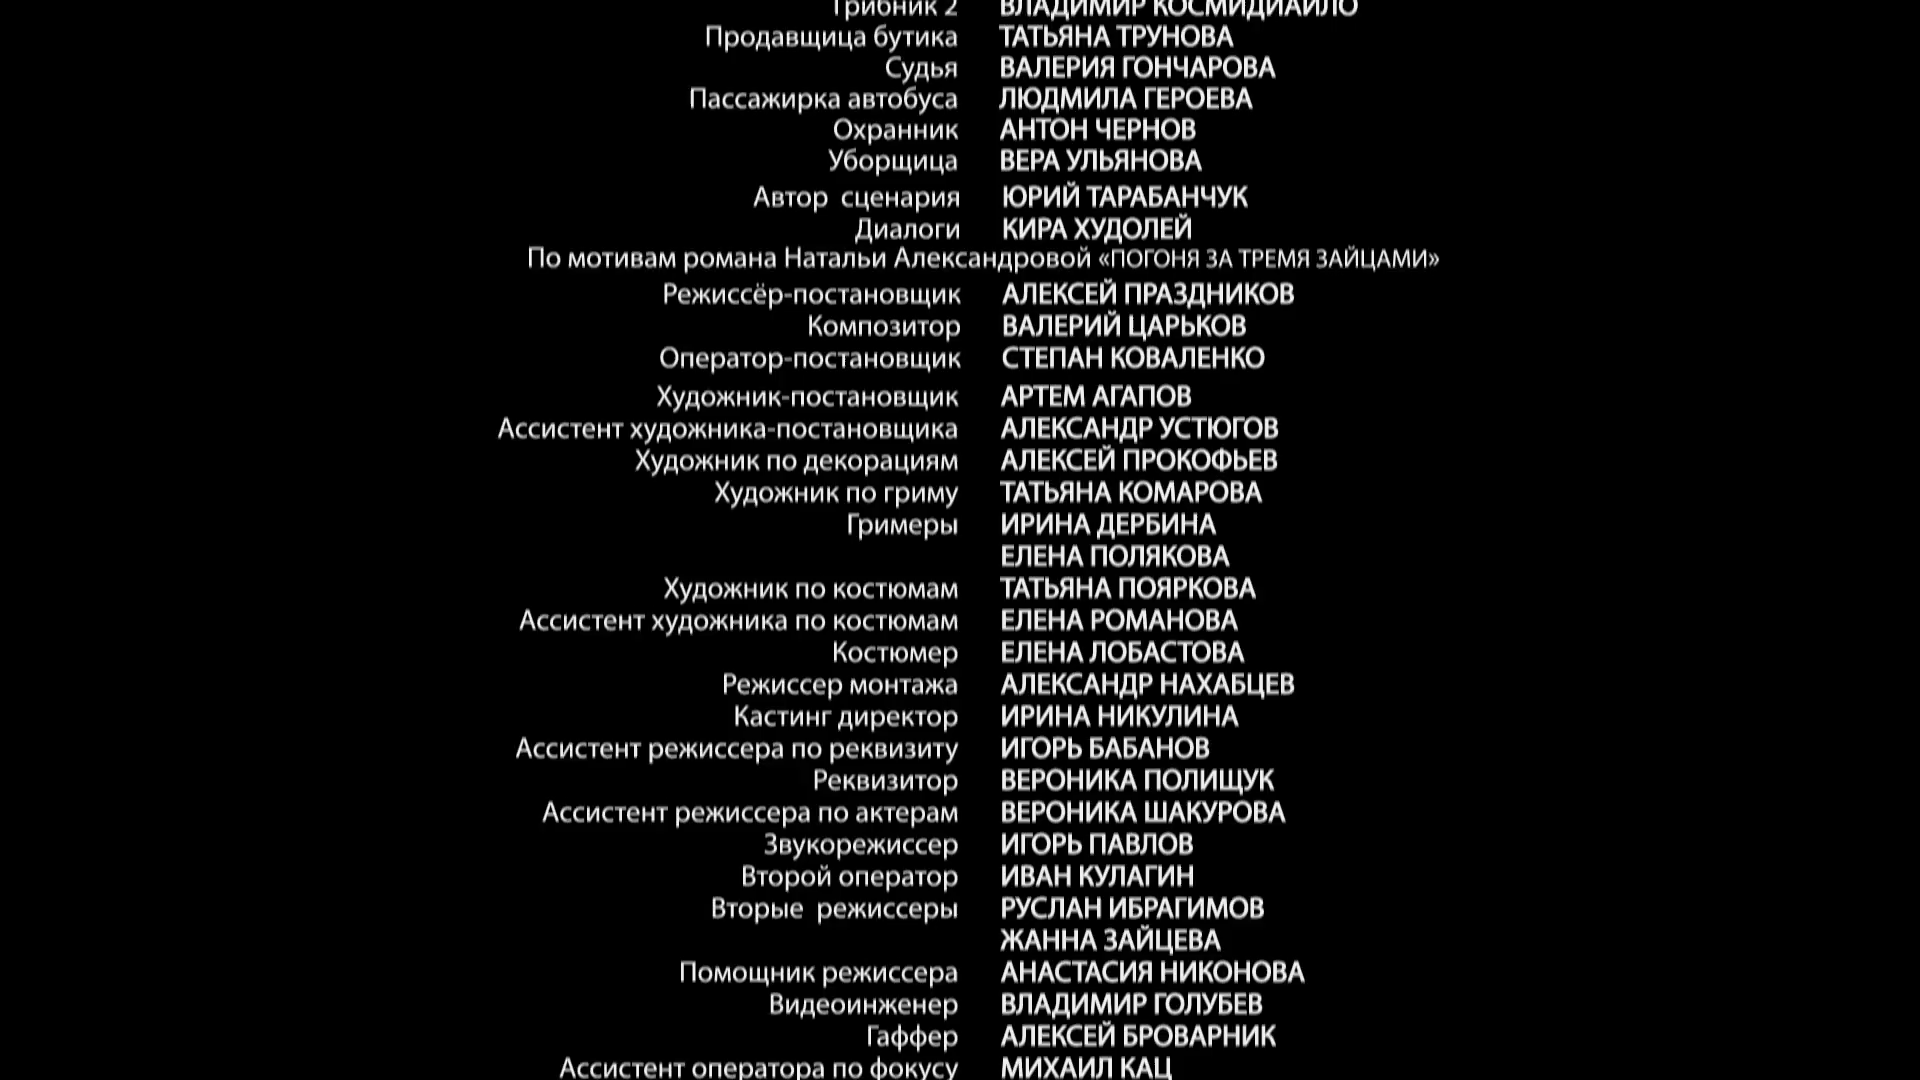 Грибник 2 ВЛАДИМИР КОСМИДИАЙЛО
Продавщица бутика ТАТЬЯНА ТРУНОВА
Судья ВАЛЕРИЯ ГОНЧАРОВА
Пассажирка автобуса ЛЮДМИЛА ГЕРОЕВА
Охранник АНТОН ЧЕРНОВ
Уборщица ВЕРА УЛЬЯНОВА
Автор сценария ЮРИЙ ТАРАБАНЧУК
Диалоги КИРА ХУДОЛЕЙ
По мотивам романа Натальи Александровой «ПОГОНЯ ЗА ТРЕМЯ ЗАЙЦАМИ»
Режиссёр-постановщик АЛЕКСЕЙ ПРАЗДНИКОВ
Композитор ВАЛЕРИЙ ЦАРЬКОВ
Оператор-постановщик СТЕПАН КОВАЛЕНКО
Художник-постановщик АРТЕМ АГАПОВ
Ассистент художника-постановщика АЛЕКСАНДР УСТЮГОВ
Художник по декорациям АЛЕКСЕЙ ПРОКОФЬЕВ
Художник по гриму ТАТЬЯНА КОМАРОВА
Гримеры ИРИНА ДЕРБИНА
ЕЛЕНА ПОЛЯКОВА
Художник по костюмам ТАТЬЯНА ПОЯРКОВА
Ассистент художника по костюмам ЕЛЕНА РОМАНОВА
Костюмер ЕЛЕНА ЛОБАСТОВА
Режиссер монтажа АЛЕКСАНДР НАХАБЦЕВ
Кастинг директор ИРИНА НИКУЛИНА
Ассистент режиссера по реквизиту ИГОРЬ БАБАНОВ
Реквизитор ВЕРОНИКА ПОЛИЩУК
Ассистент режиссера по актерам ВЕРОНИКА ШАКУРОВА
Звукорежиссер ИГОРЬ ПАВЛОВ
Второй оператор ИВАН КУЛАГИН
Вторые режиссеры РУСЛАН ИБРАГИМОВ
ЖАННА ЗАЙЦЕВА
Помощник режиссера АНАСТАСИЯ НИКОНОВА
Видеоинженер ВЛАДИМИР ГОЛУБЕВ
Гаффер АЛЕКСЕЙ БРОВАРНИК
Ассистент оператора по фокусу МИХАИЛ КАЦ